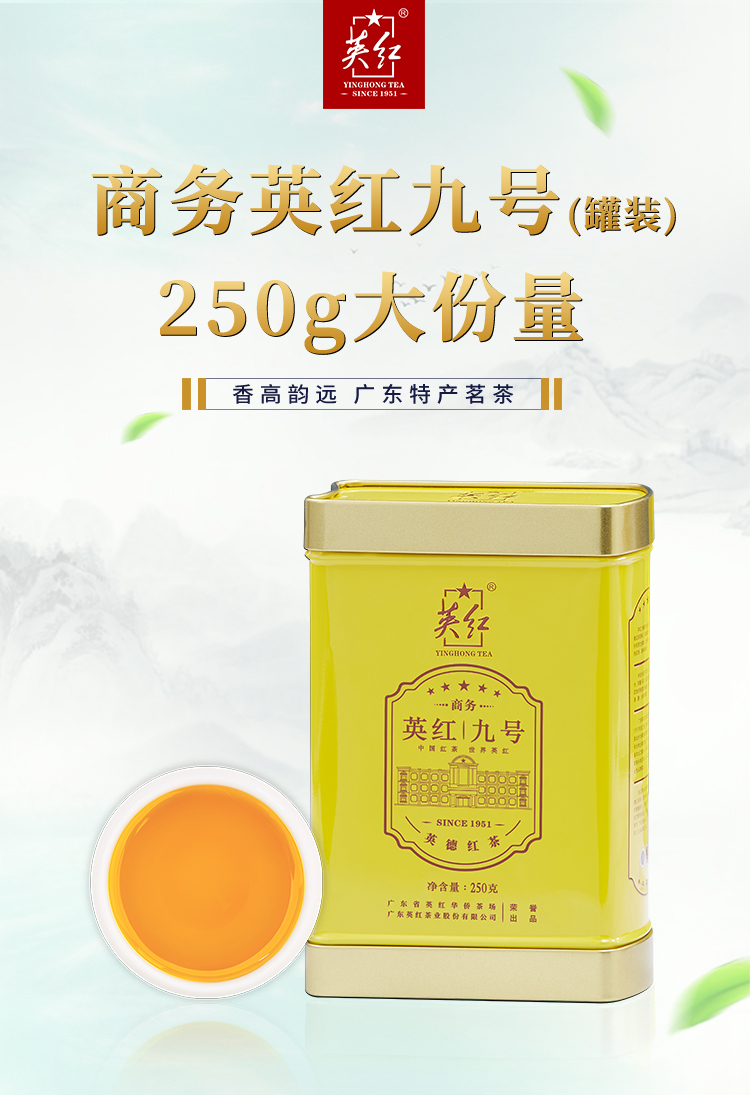 英红®
YINGHONG TEA
SINCE 1951
商务英红九号(罐装)
250g大份量
香高韵远 广东特产茗茶
英红®
YINGHONG TEA
商务
英红|九号
中国红茶 世界英红
SINCE 1951
英德红茶
净含量：250克
广东省英红华侨茶场 荣誉
广东英红茶业股份有限公司 出品